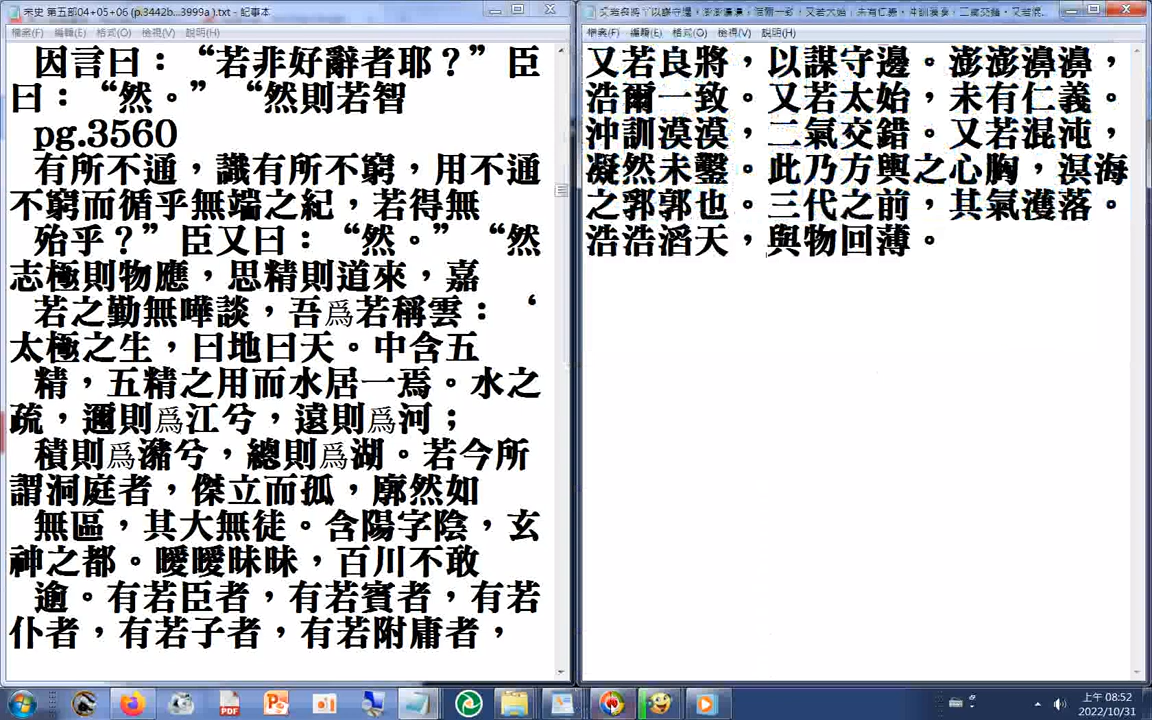 宋史 第五部04+05+06 (p.3442b...3999a ).txt - 記事本
檔案(F) 編輯(E) 格式(O) 檢視(V) 說明(H)
因言曰：“若非好辭者耶？”臣
曰：“然。”“然則若智
pg.3560
有所不通，識有所不窮，用不通
不窮而循乎無端之紀，若得無
殆乎？”臣又曰：“然。”“然
志極則物應，思精則道來，嘉
若之勤無嘩談，吾爲若稱雲：‘
太極之生，曰地曰天。中含五
精，五精之用而水居一焉。水之
疏，邇則爲江兮，遠則爲河；
積則爲瀦兮，總則爲湖。若今所
謂洞庭者，傑立而孤，廓然如
無區，其大無徒。含陽字陰，玄
神之都。曖曖昧昧，百川不敢
逾。有若臣者，有若賓者，有若
仆者，有若子者，有若附庸者，
檔案(F) 編輯(E) 格式(O) 檢視(V) 說明(H)
又若良將，以謀守邊。澎澎濞濞，
浩爾一致。又若太始，未有仁義。
沖訓漠漠，二氣交錯。又若混沌，
凝然未鑿。此乃方輿之心胸，溟海
之郛郭也。三代之前，其氣濩落。
浩浩滔天，與物回薄。
上午 08:52
2022/10/31